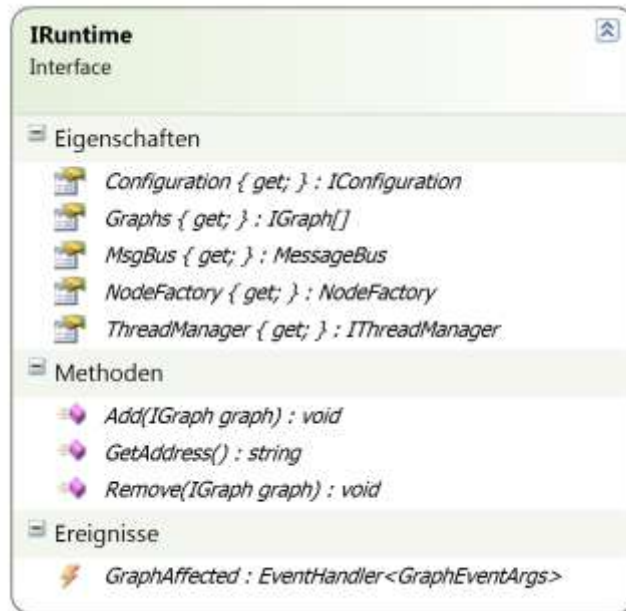 IRuntime
Interface
Eigenschaften
Configuration { get; } : IConfiguration
Graphs { get; } : IGraph[]
MsgBus { get; } : MessageBus
NodeFactory { get; } : NodeFactory
ThreadManager { get; } : IThreadManager
Methoden
Add(IGraph graph) : void
GetAddress() : string
Remove(IGraph graph) : void
Ereignisse
GraphAffected : EventHandler<GraphEventArgs>